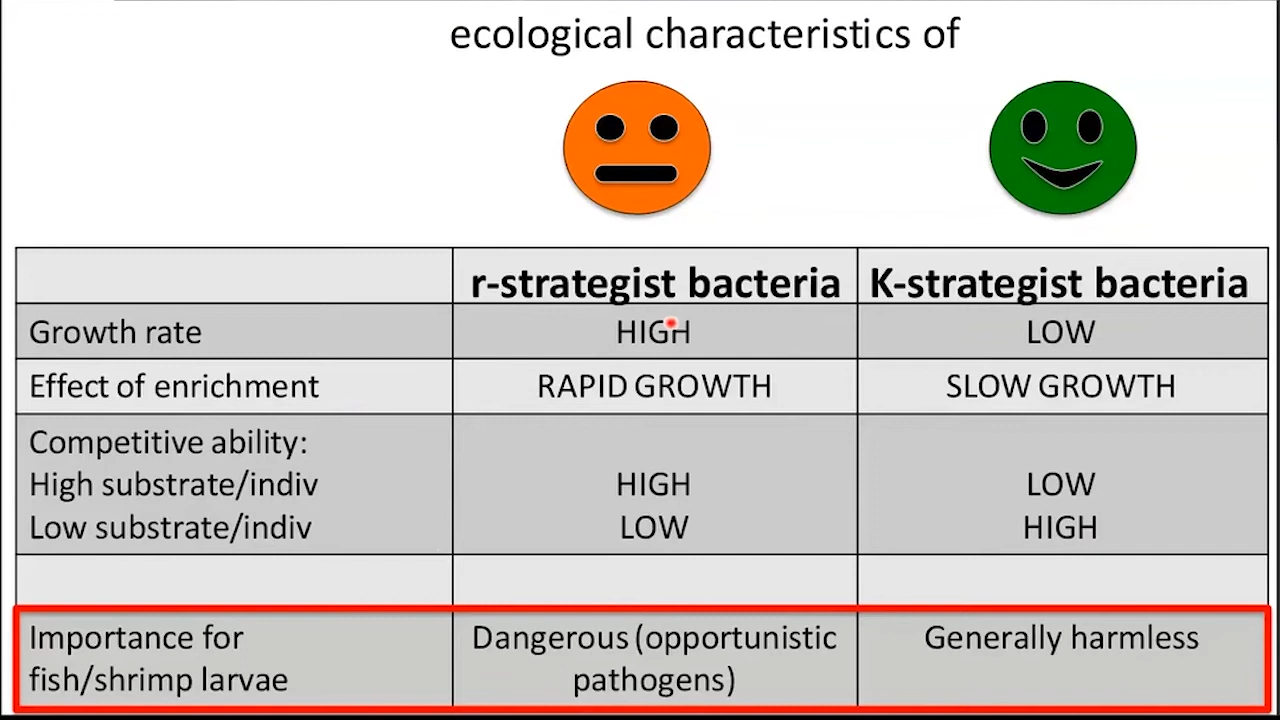 ecological characteristics of
r-strategist bacteria K-strategist bacteria
Growth rate HIGH LOW
Effect of enrichment RAPID GROWTH SLOW GROWTH
Competitive ability:
High substrate/indiv HIGH LOW
Low substrate/indiv LOW HIGH
Importance for Dangerous (opportunistic Generally harmless
fish/shrimp larvae pathogens)